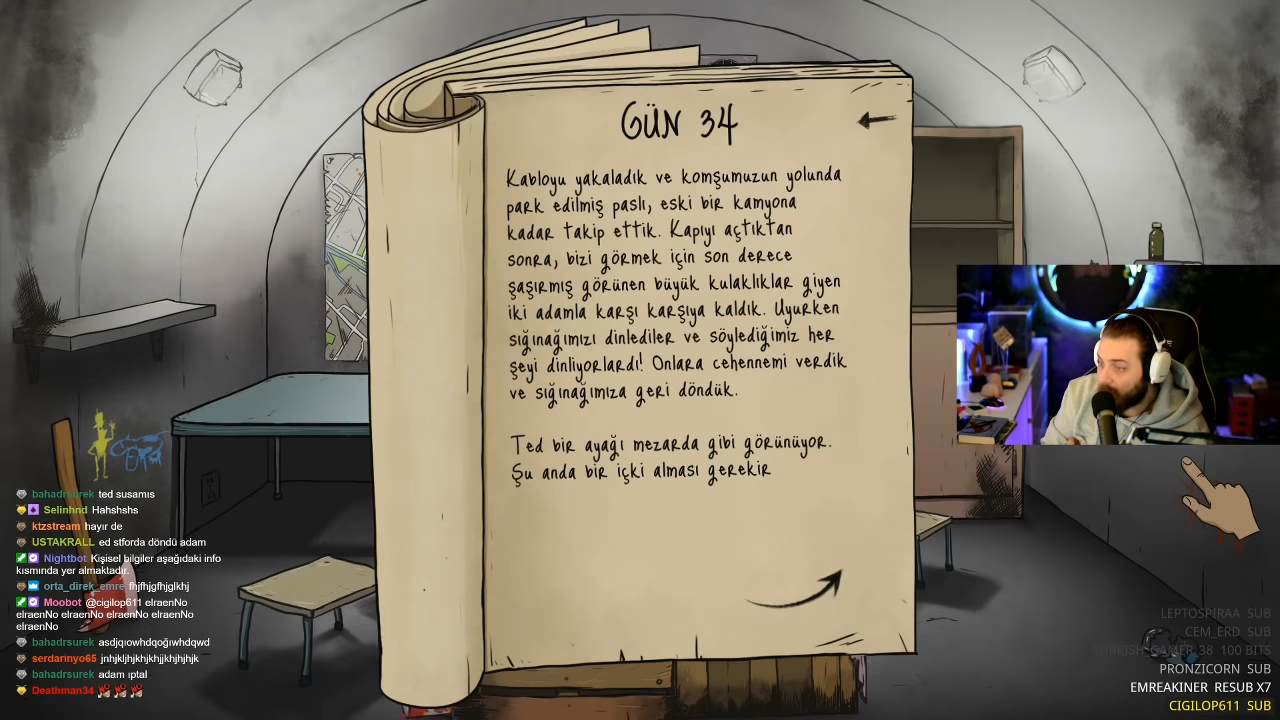 GÜN 34
Kabloyu yakaladık ve komşumuzun yolunda
park edilmiş paslı, eski bir kamyona
kadar takip ettik. Kapıyı açtıktan
sonra, bizi görmek için son derece
şaşırmış görünen büyük kulaklıklar giyen
iki adamla karşı karşıya kaldık. Uyurken
sığınağımızı dinlediler ve söylediğimiz her
şeyi dinliyorlardı! Onlara cehennemi verdik
ve sığınağımıza geri döndük.
Ted bir ayağı mezarda gibi görünüyor.
Şu anda bir içki alması gerekir
bahadrsurek ted susamıs
Selinhnd Hahshshs
ktzstream hayır de
USTAKRALL ed stforda döndü adam
Nightbot Kişisel bilgiler aşağıdaki info
kısmında yer almaktadır.
orta_direk_emre fhjfhjgfhjglkhj
Moobot @cigilop611 elraenNo
elraenNo elraenNo elraenNo elraenNo
elraenNo
bahadrsurek asdjqıowhdqoğıwhdqwd
serdarinyo65 jnhjkljhjkhjkhjjkhjhjhjk
bahadrsurek adam ıptal
Deathman34
LEPTOSPIRAA SUB
CEM_ERD SUB
TURKISH_GAMER_38 100 BITS
PRONZICORN SUB
EMREAKINER RESUB X7
CIGILOP611 SUB